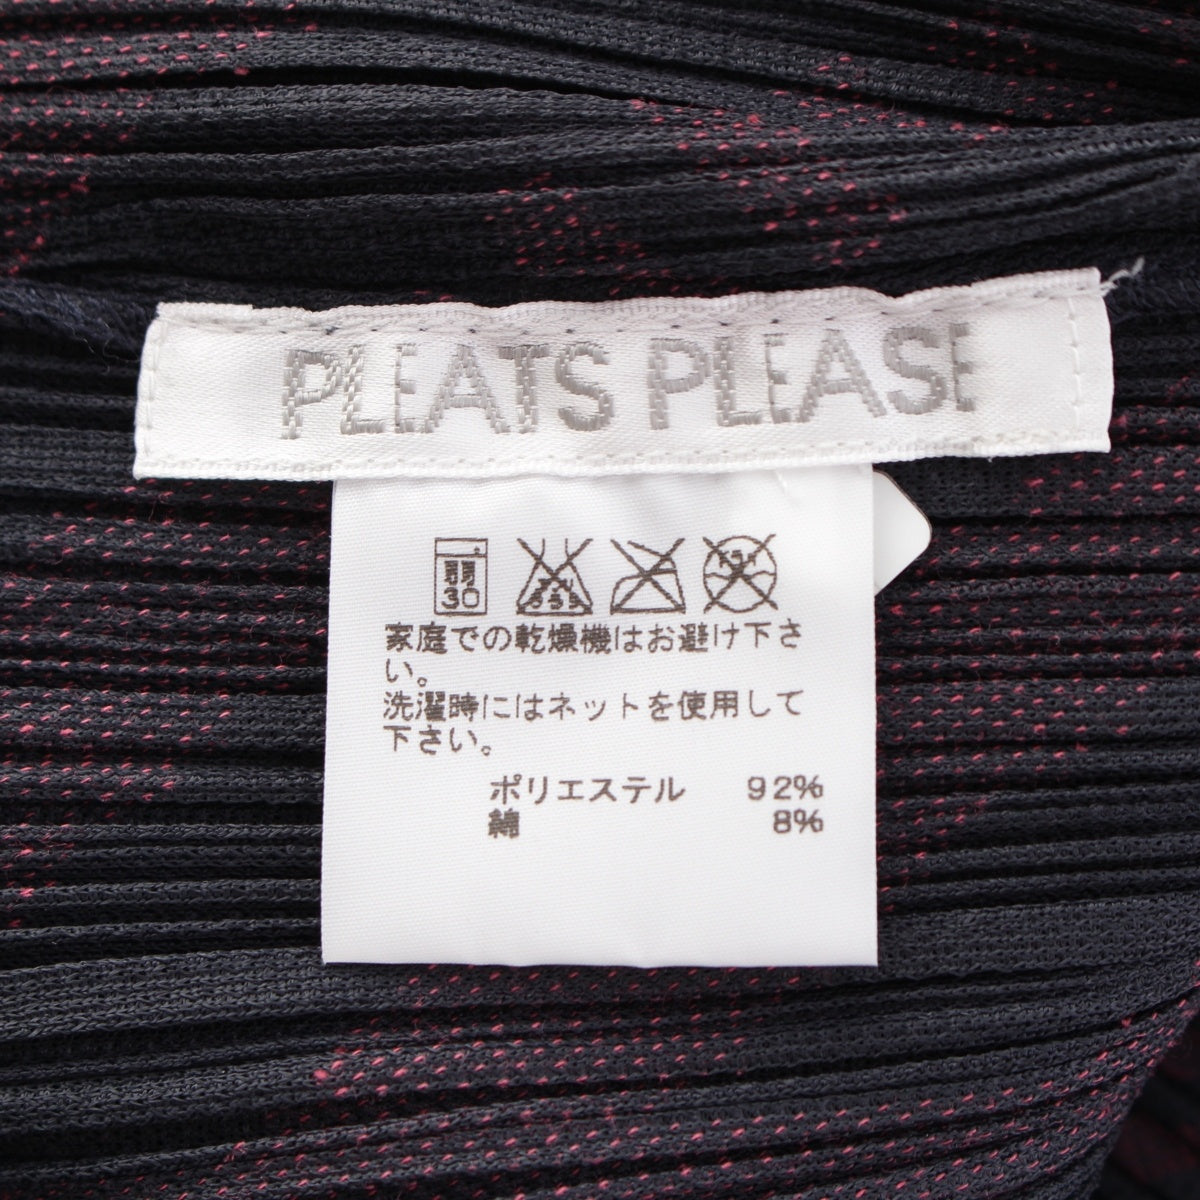 PLEATS PLEASE
弱
30
家庭での乾燥機はお避け下さ
い。
洗濯時にはネットを使用して
下さい。
ポリエステル 92%
綿 8%